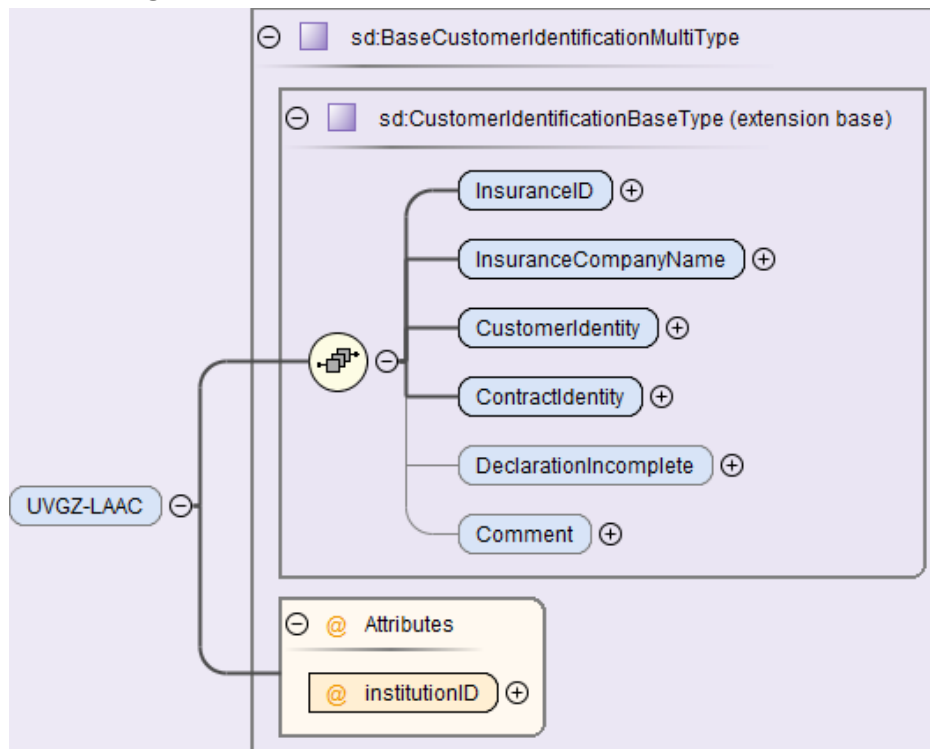 sd:BaseCustomerIdentificationMultiType
sd:CustomerIdentificationBaseType (extension base)
InsuranceID
InsuranceCompanyName
CustomerIdentity
ContractIdentity
DeclarationIncomplete
UVGZ-LAAC
Comment
@ Attributes
@ institutionID